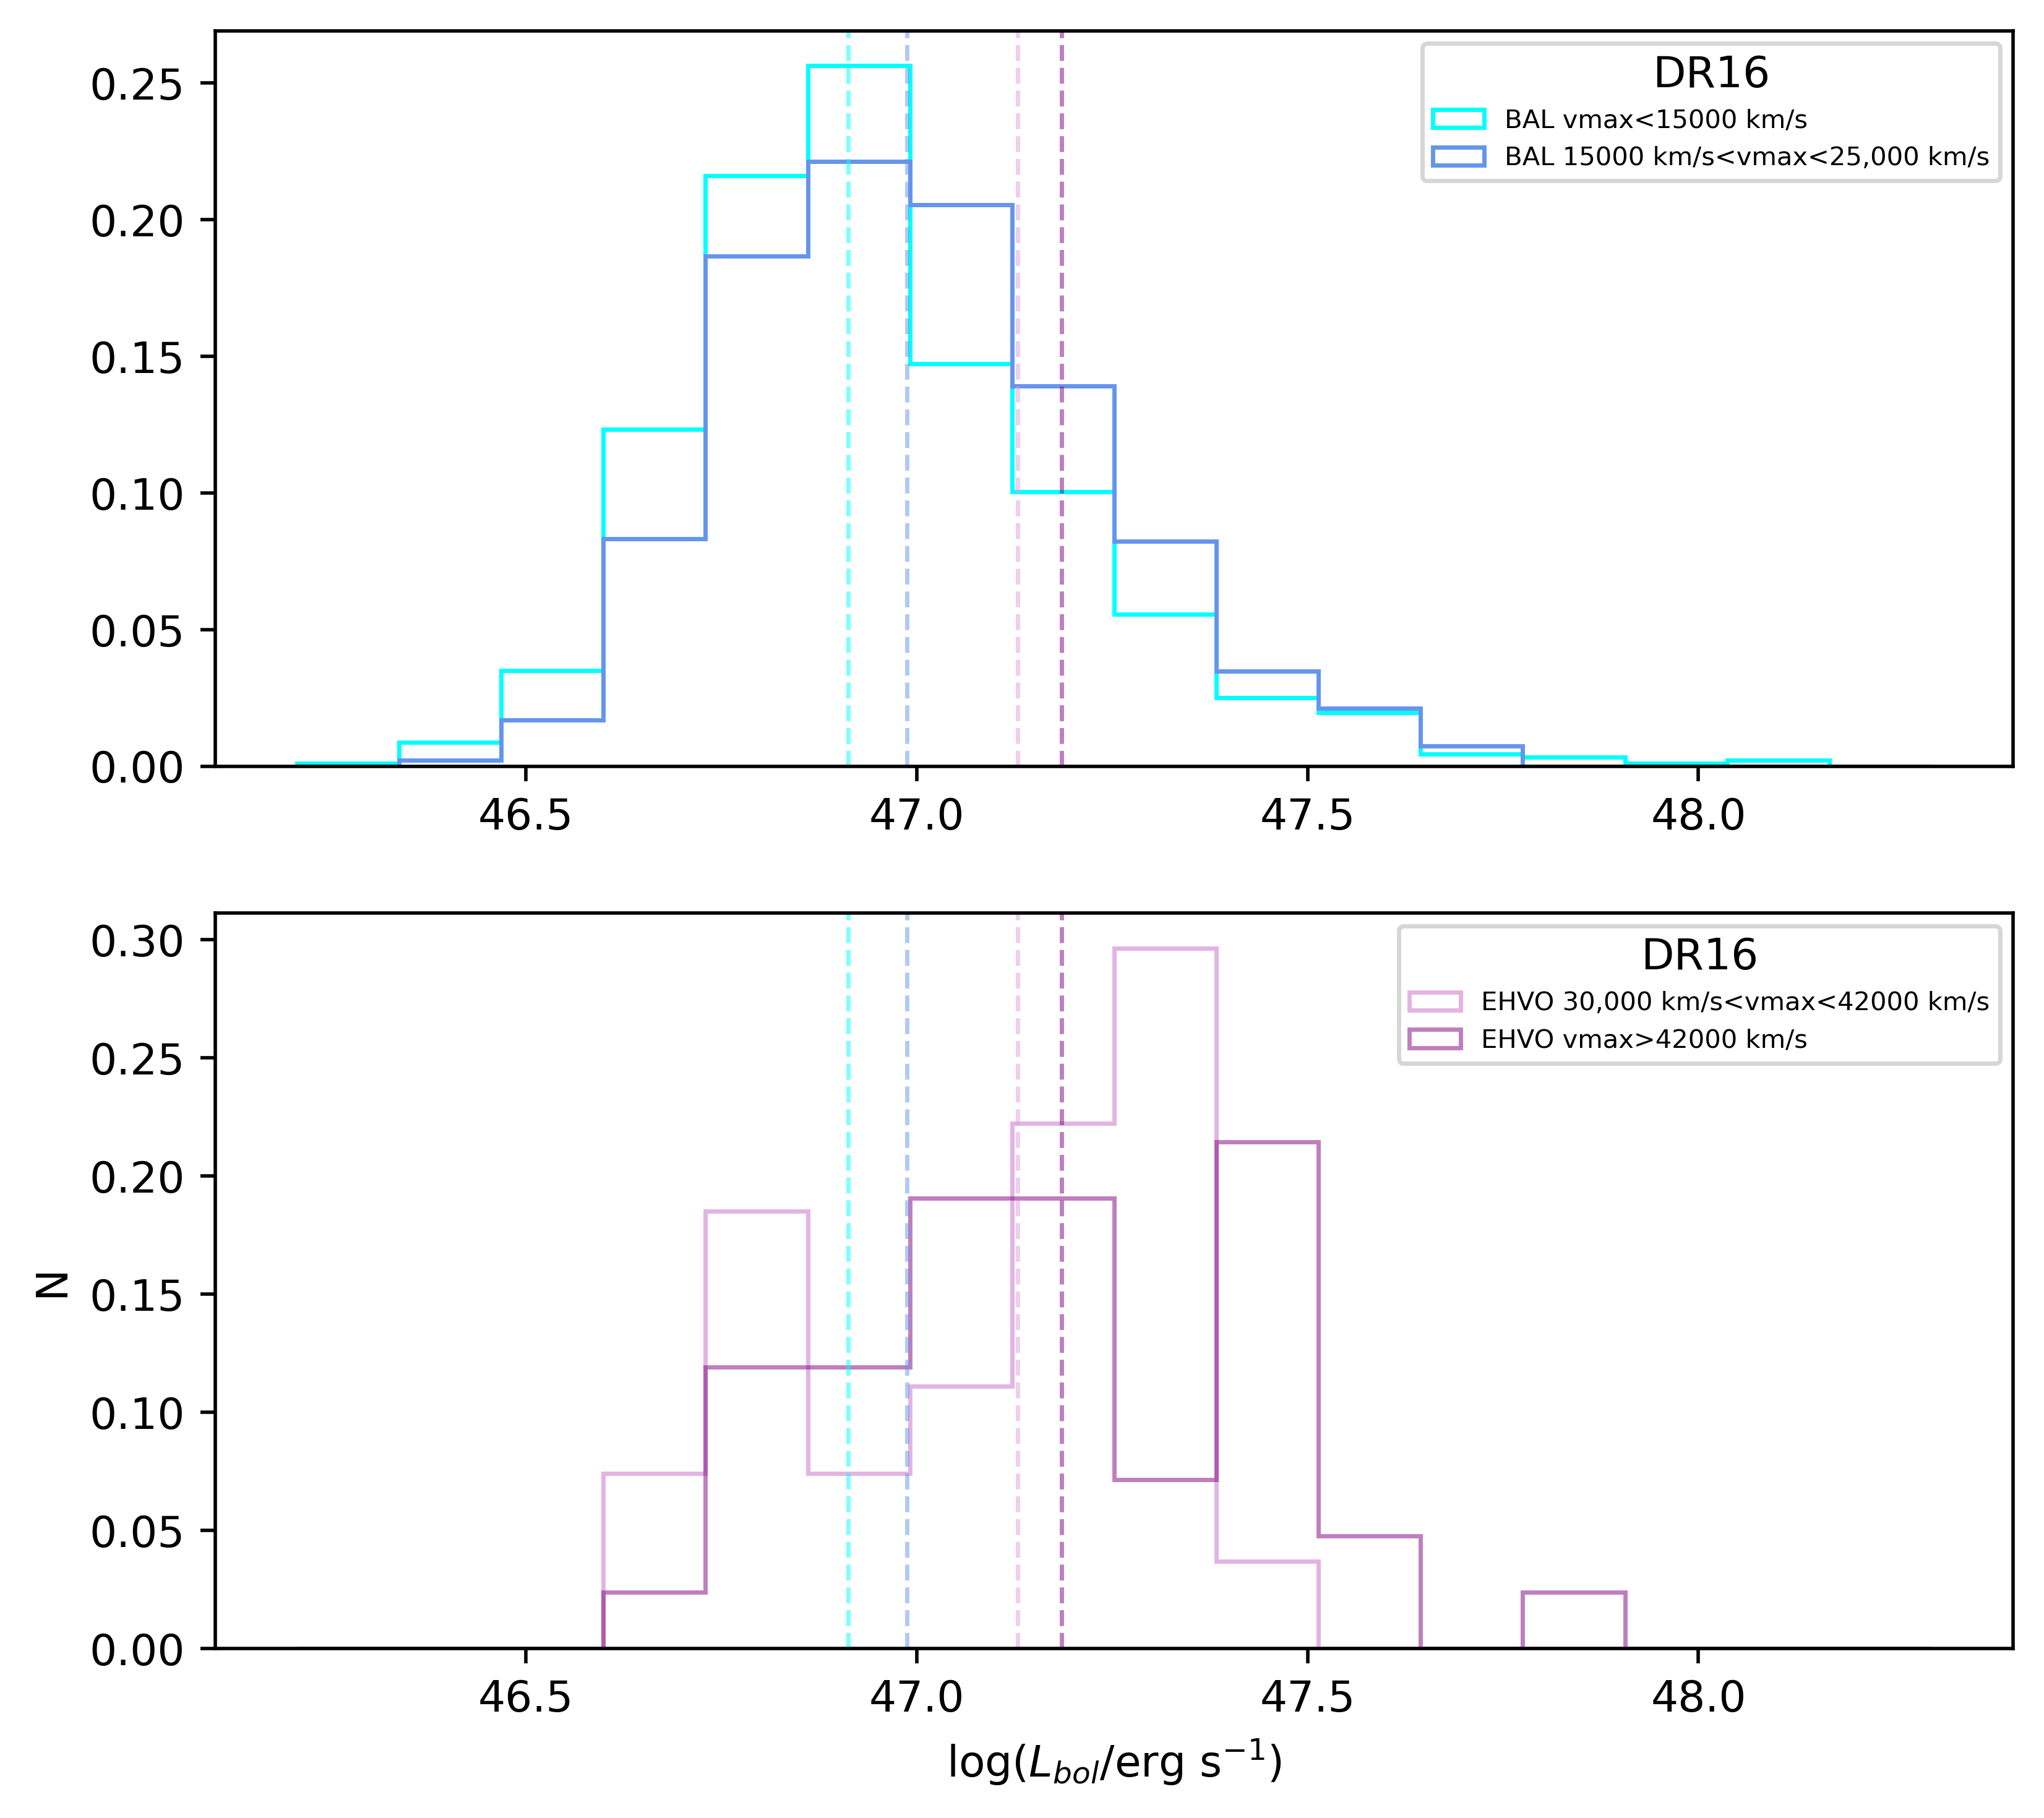 DR16
BAL vmax<15000 km/s
BAL 15000 km/s<vmax<25,000 km/s
0.25
0.20
0.15
0.10
0.05
0.00
46.5 47.0 47.5 48.0
DR16
EHVO 30,000 km/s<vmax<42000 km/s
EHVO vmax>42000 km/s
0.30
0.25
0.20
0.15
0.10
0.05
0.00
N
46.5 47.0 47.5 48.0
log(L_bol/erg s⁻¹)